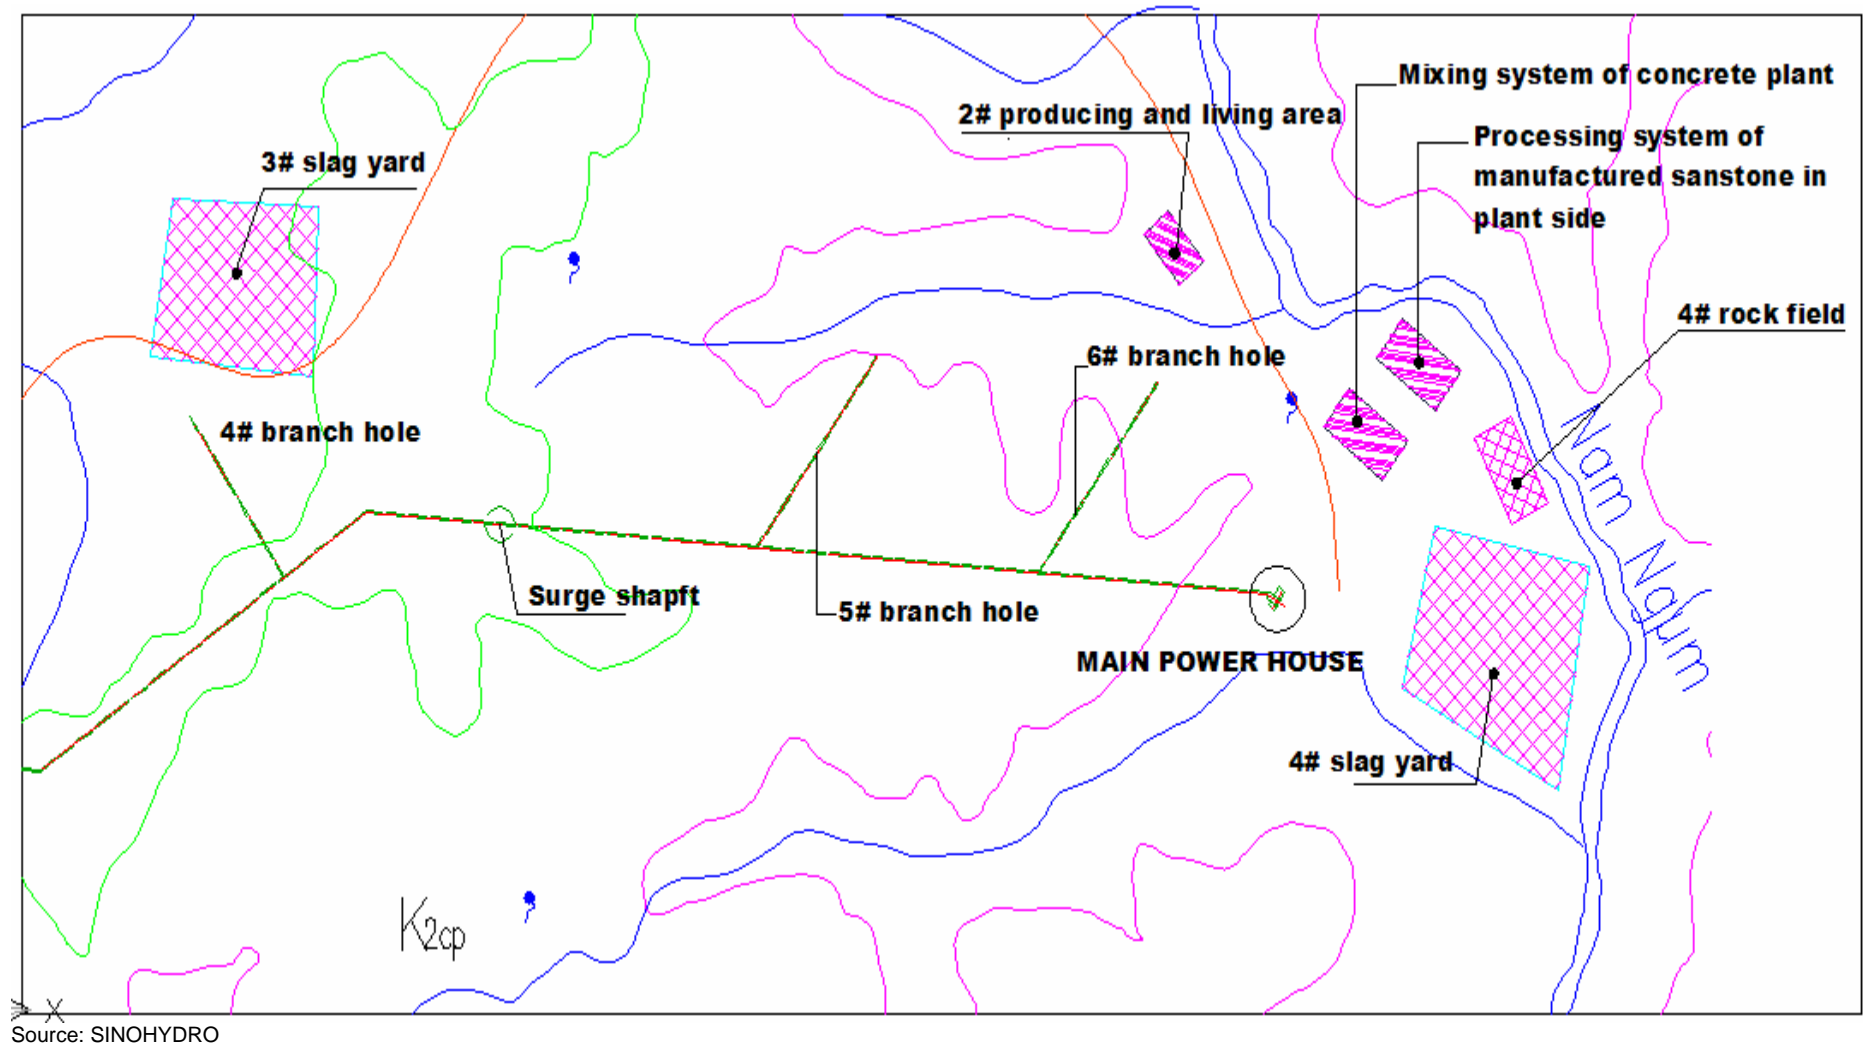 Mixing system of concrete plant
2# producing and living area
Processing system of
manufactured sanstone in
plant side
3# slag yard
4# rock field
6# branch hole
4# branch hole
Nam Ngum
Surge shapft
5# branch hole
MAIN POWER HOUSE
4# slag yard
K2cp
X
Source: SINOHYDRO